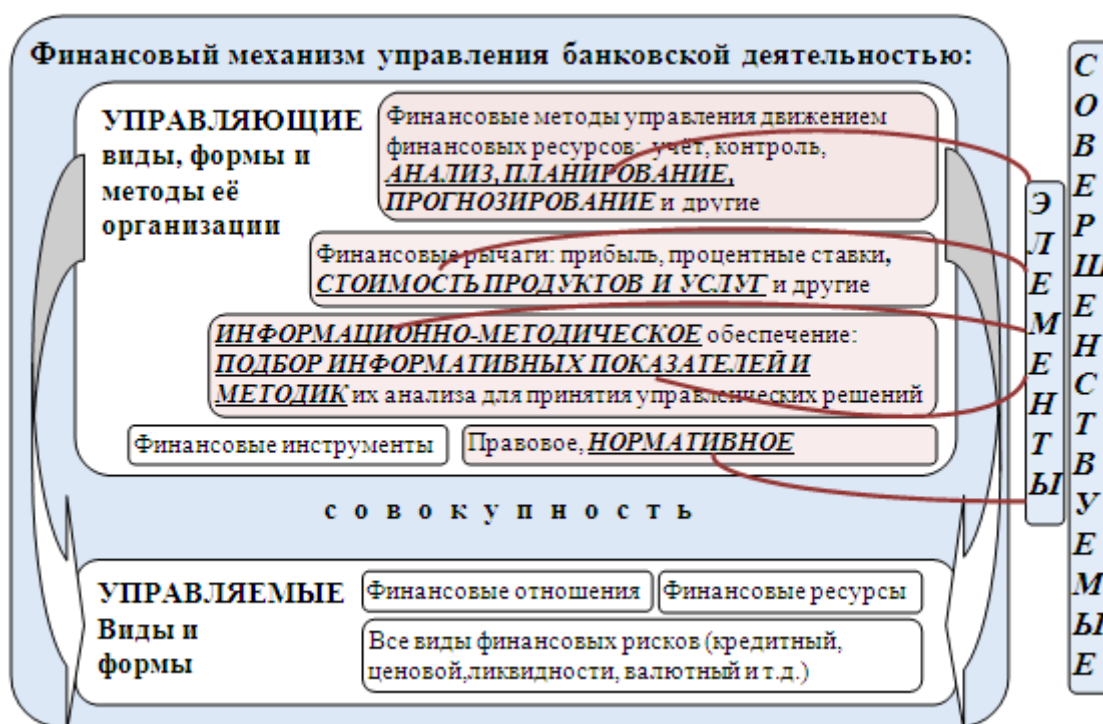 Финансовый механизм управления банковской деятельностью:
УПРАВЛЯЮЩИЕ
виды, формы и
методы её
организации
Финансовые методы управления движением
финансовых ресурсов: учёт, контроль,
АНАЛИЗ, ПЛАНИРОВАНИЕ,
ПРОГНОЗИРОВАНИЕ и другие
Финансовые рычаги: прибыль, процентные ставки,
СТОИМОСТЬ ПРОДУКТОВ И УСЛУГ и другие
ИНФОРМАЦИОННО-МЕТОДИЧЕСКОЕ обеспечение:
ПОДБОР ИНФОРМАТИВНЫХ ПОКАЗАТЕЛЕЙ И
МЕТОДИК их анализа для принятия управленческих решений
Финансовые инструменты
Правовое, НОРМАТИВНОЕ
совокупность
УПРАВЛЯЕМЫЕ
Виды и
формы
Финансовые отношения
Финансовые ресурсы
Все виды финансовых рисков (кредитный,
ценовой,ликвидности, валютный и т.д.)
ЭЛЕМЕНТЫ
СОВЕРШЕНСТВУЕМЫЕ